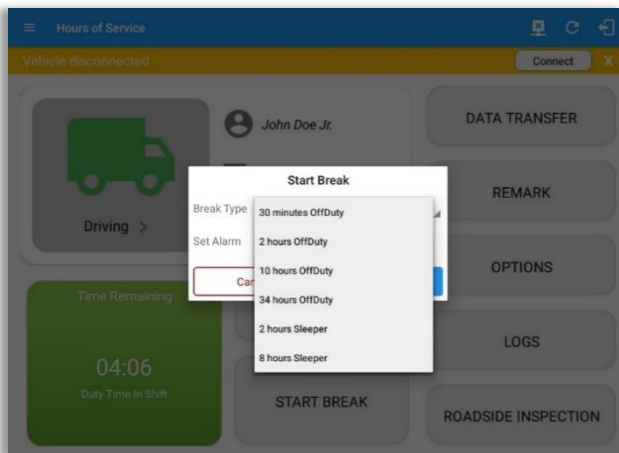 Hours of Service
Vehicle disconnected
Connect
X
John Doe Jr.
DATA TRANSFER
Start Break
Break Type
30 minutes OffDuty
REMARK
Driving >
Set Alarm
2 hours OffDuty
10 hours OffDuty
OPTIONS
Time Remaining
34 hours OffDuty
2 hours Sleeper
LOGS
8 hours Sleeper
04:06
Duty Time In Shift
START BREAK
ROADSIDE INSPECTION